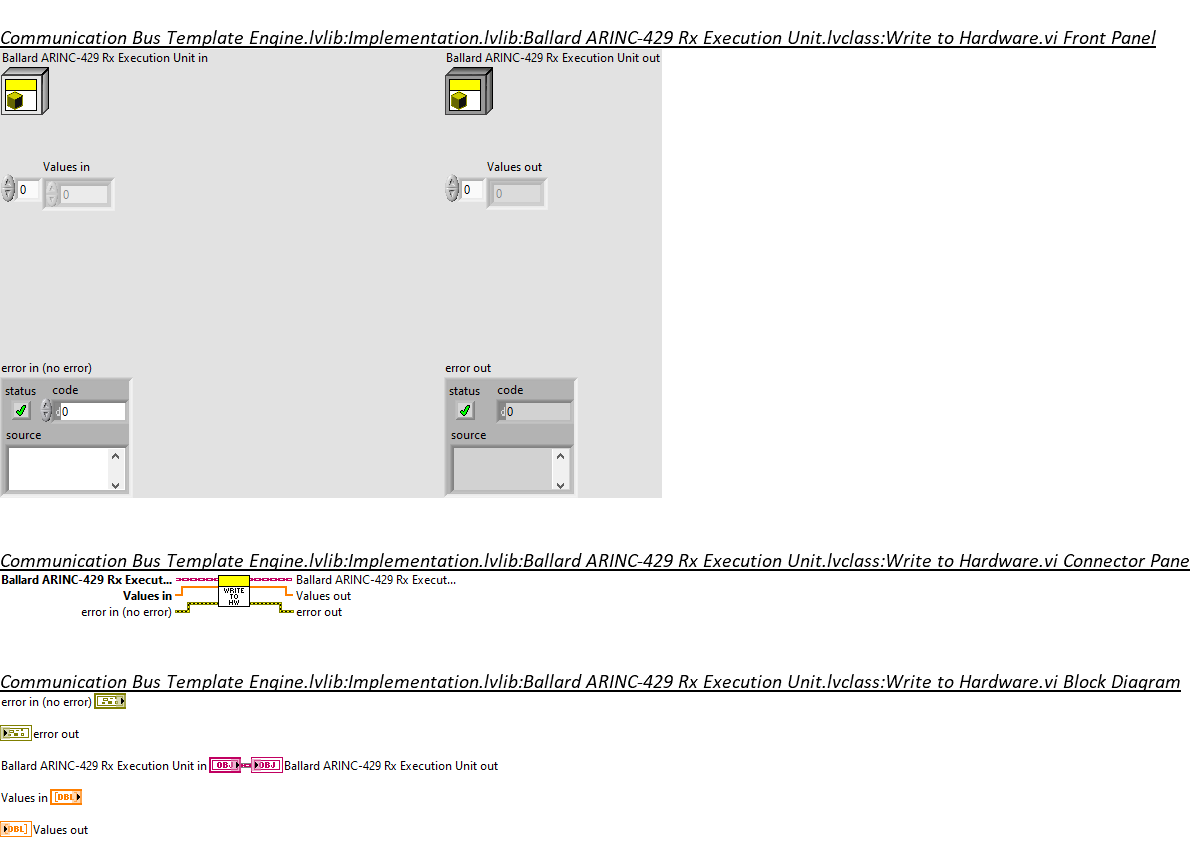 Communication Bus Template Engine.lvlib:Implementation.lvlib:Ballard ARINC-429 Rx Execution Unit.lvclass:Write to Hardware.vi Front Panel
Ballard ARINC-429 Rx Execution Unit in
Ballard ARINC-429 Rx Execution Unit out
Values in
0
0
Values out
0
0
error in (no error)
status
code
d
0
source
error out
status
code
d
0
source
Communication Bus Template Engine.lvlib:Implementation.lvlib:Ballard ARINC-429 Rx Execution Unit.lvclass:Write to Hardware.vi Connector Pane
Ballard ARINC-429 Rx Execut...
Values in
error in (no error)
WRITE
TO
HW
Ballard ARINC-429 Rx Execut...
Values out
error out
Communication Bus Template Engine.lvlib:Implementation.lvlib:Ballard ARINC-429 Rx Execution Unit.lvclass:Write to Hardware.vi Block Diagram
error in (no error)
error out
Ballard ARINC-429 Rx Execution Unit in OBJ OBJ Ballard ARINC-429 Rx Execution Unit out
Values in [DBL]
[DBL] Values out